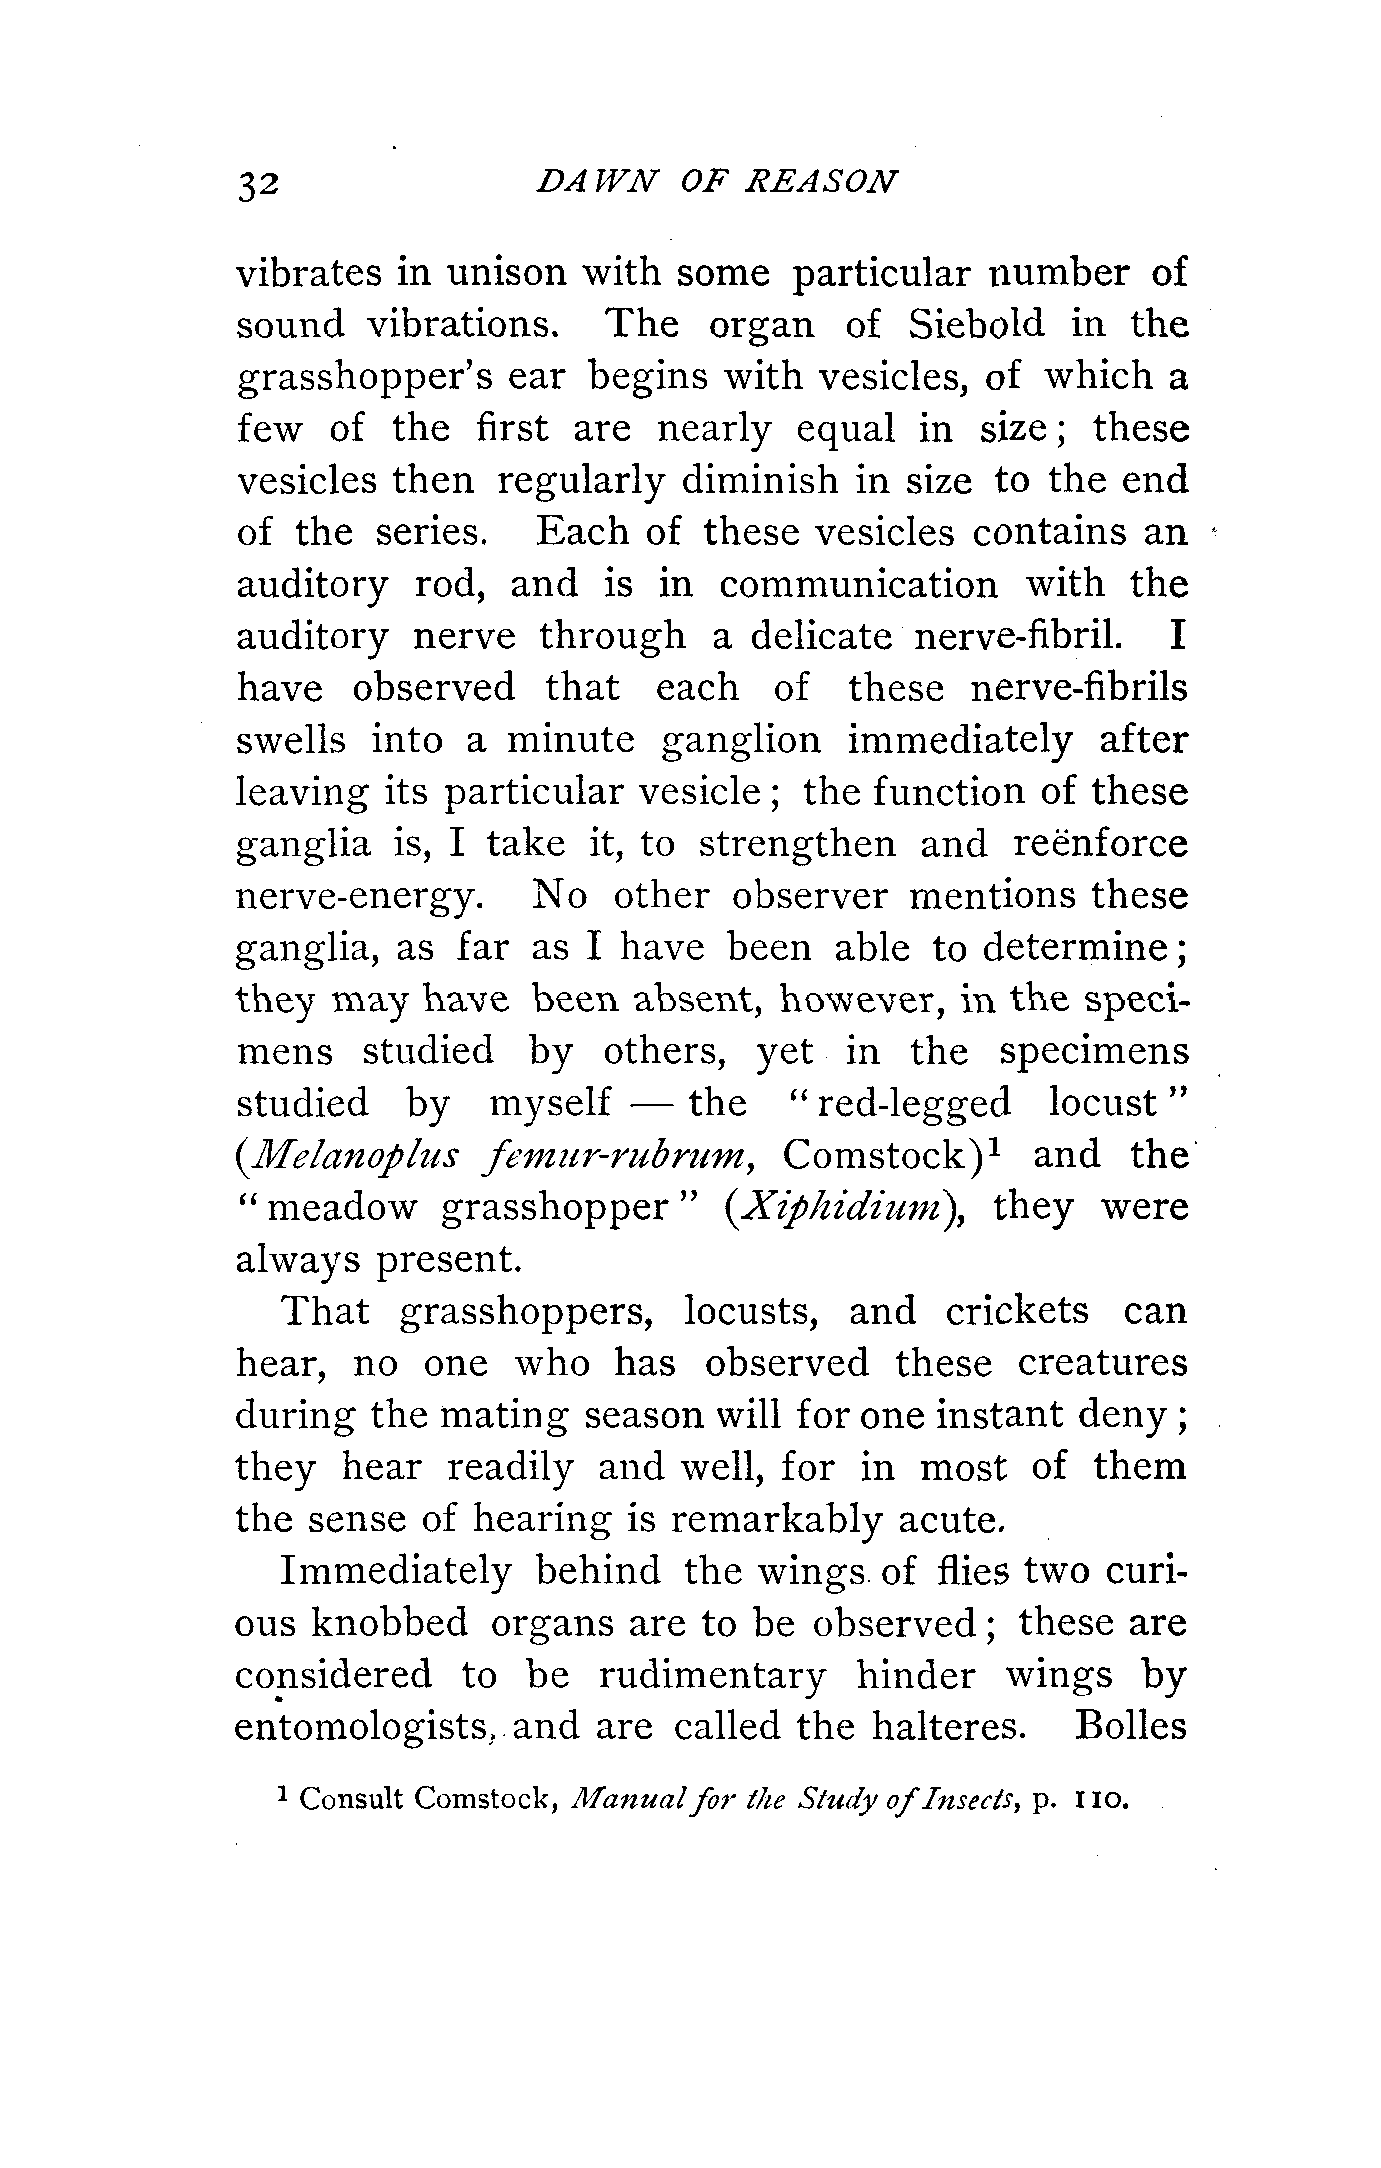 32 DAWN OF REASON
vibrates in unison with some particular number of
sound vibrations. The organ of Siebold in the
grasshopper's ear begins with vesicles, of which a
few of the first are nearly equal in size; these
vesicles then regularly diminish in size to the end
of the series. Each of these vesicles contains an
auditory rod, and is in communication with the
auditory nerve through a delicate nerve-fibril. I
have observed that each of these nerve-fibrils
swells into a minute ganglion immediately after
leaving its particular vesicle; the function of these
ganglia is, I take it, to strengthen and reënforce
nerve-energy. No other observer mentions these
ganglia, as far as I have been able to determine;
they may have been absent, however, in the speci-
mens studied by others, yet in the specimens
studied by myself — the "red-legged locust"
(Melanoplus femur-rubrum, Comstock)¹ and the
"meadow grasshopper" (Xiphidium), they were
always present.
That grasshoppers, locusts, and crickets can
hear, no one who has observed these creatures
during the mating season will for one instant deny;
they hear readily and well, for in most of them
the sense of hearing is remarkably acute.
Immediately behind the wings of flies two curi-
ous knobbed organs are to be observed; these are
considered to be rudimentary hinder wings by
entomologists, and are called the halteres. Bolles
¹ Consult Comstock, Manual for the Study of Insects, p. 110.